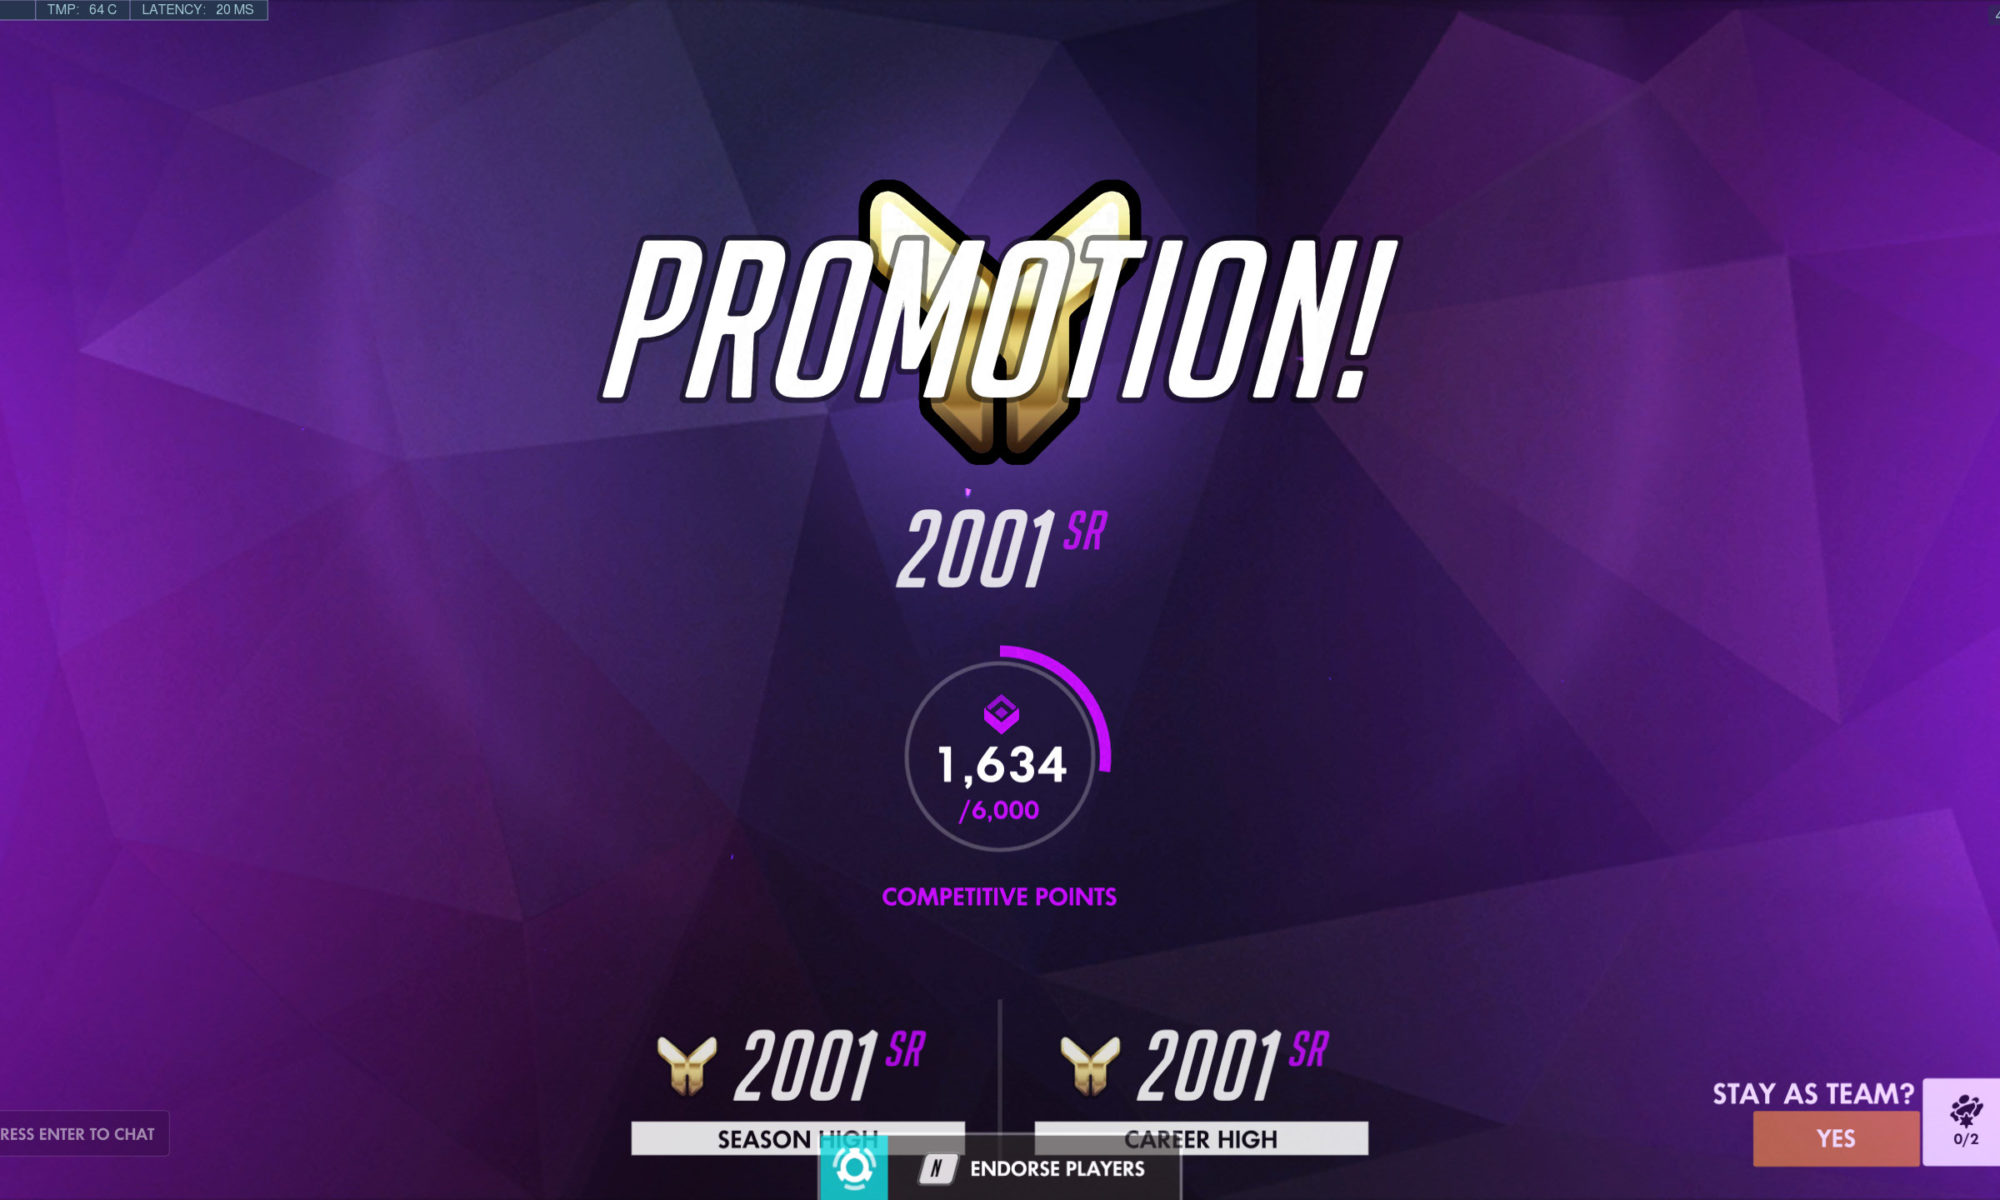 TMP: 64 C LATENCY: 20 MS
PROMOTION!
2001 SR
1,634
/6,000
COMPETITIVE POINTS
2001 SR
SEASON HIGH
2001 SR
CAREER HIGH
RESS ENTER TO CHAT
N ENDORSE PLAYERS
STAY AS TEAM?
YES
0/2